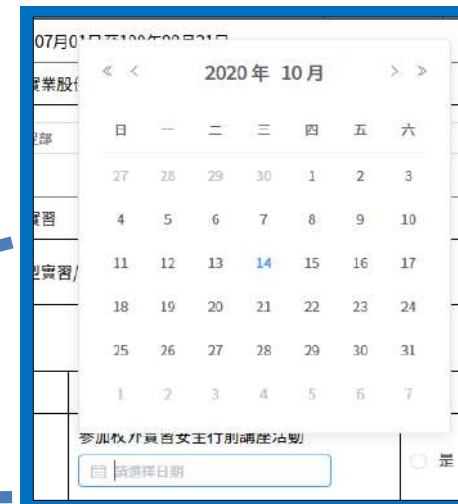 07月01日至109年08月31日
實業股份
部
« < 2020 年 10 月 > »
日 一 二 三 四 五 六
27 28 29 30 1 2 3
實習
4 5 6 7 8 9 10
型實習/
11 12 13 14 15 16 17
18 19 20 21 22 23 24
25 26 27 28 29 30 31
1 2 3 4 5 6 7
參加校外實習安全行前講座活動
請選擇日期
是